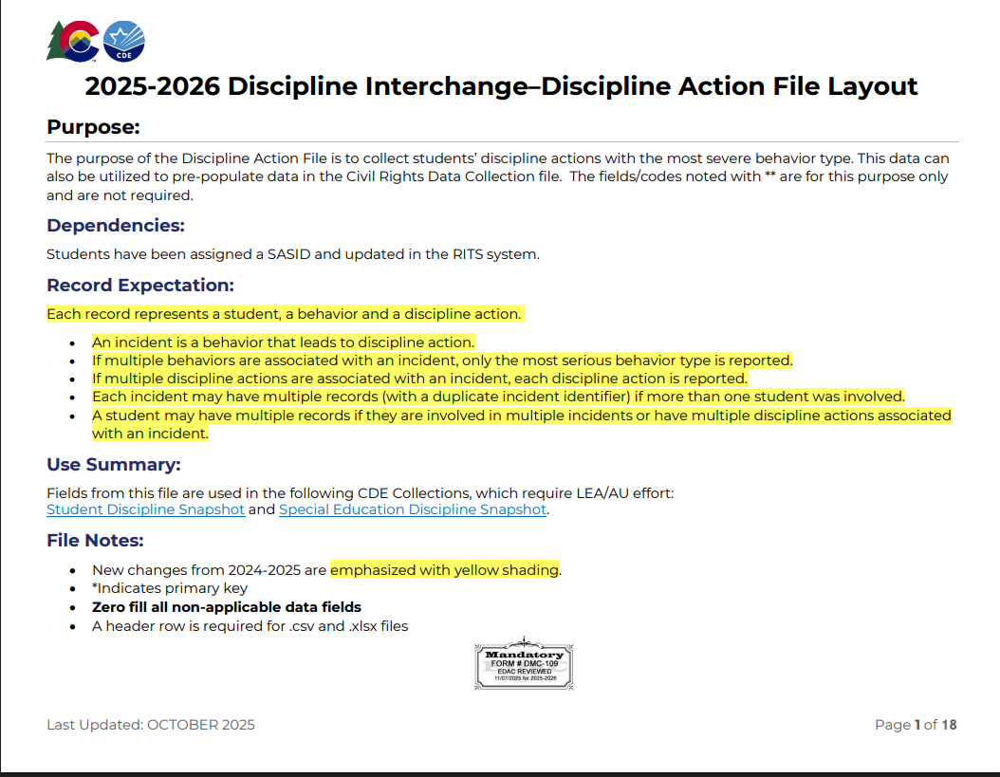 CDE
2025-2026 Discipline Interchange–Discipline Action File Layout
Purpose:
The purpose of the Discipline Action File is to collect students’ discipline actions with the most severe behavior type. This data can
also be utilized to pre-populate data in the Civil Rights Data Collection file.  The fields/codes noted with ** are for this purpose only
and are not required.
Dependencies:
Students have been assigned a SASID and updated in the RITS system.
Record Expectation:
Each record represents a student, a behavior and a discipline action.
• An incident is a behavior that leads to discipline action.
• If multiple behaviors are associated with an incident, only the most serious behavior type is reported.
• If multiple discipline actions are associated with an incident, each discipline action is reported.
• Each incident may have multiple records (with a duplicate incident identifier) if more than one student was involved.
• A student may have multiple records if they are involved in multiple incidents or have multiple discipline actions associated
with an incident.
Use Summary:
Fields from this file are used in the following CDE Collections, which require LEA/AU effort:
Student Discipline Snapshot and Special Education Discipline Snapshot.
File Notes:
• New changes from 2024-2025 are emphasized with yellow shading.
• *Indicates primary key
• Zero fill all non-applicable data fields
• A header row is required for .csv and .xlsx files
Mandatory
FORM # DMC-109
EDAC REVIEWED
11/07/2025 for 2025-2026
Last Updated: OCTOBER 2025
Page 1 of 18